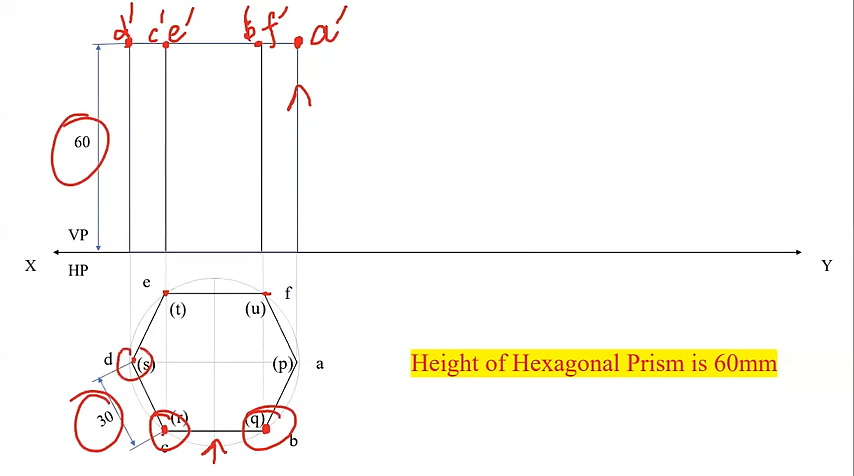 d' c' e' b' f' a'
60
VP
X HP Y
e f
(t) (u)
d (s) (p) a
Height of Hexagonal Prism is 60mm
30 (r) (q)
c b